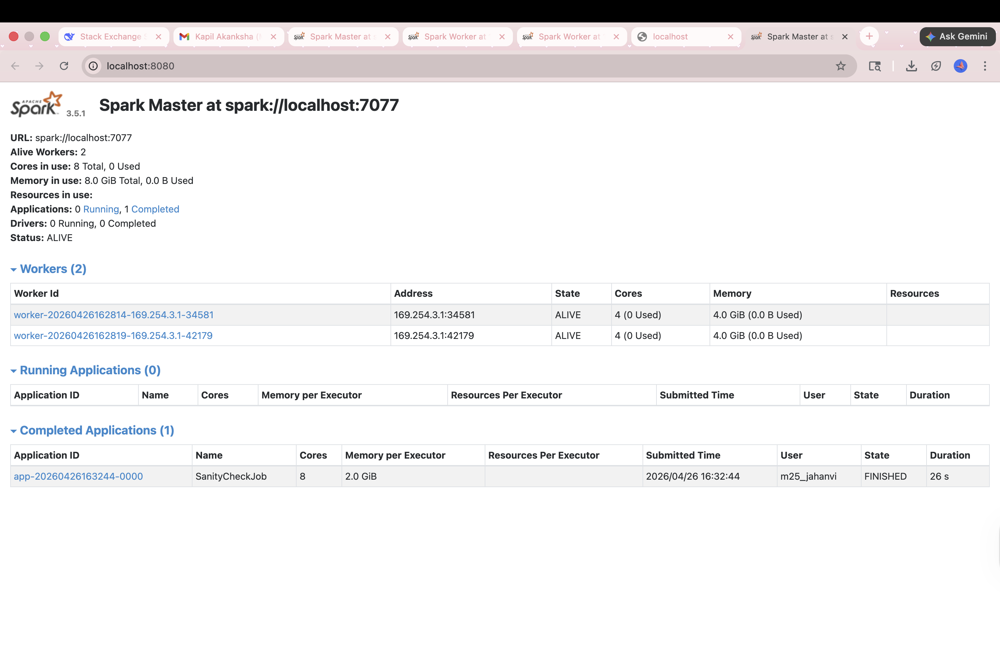 Stack Exchange
Kapil Akanksha (
Spark Master at
Spark Worker at
Spark Worker at
localhost
Spark Master at
Ask Gemini
localhost:8080
APACHE
Spark 3.5.1
Spark Master at spark://localhost:7077
URL: spark://localhost:7077
Alive Workers: 2
Cores in use: 8 Total, 0 Used
Memory in use: 8.0 GiB Total, 0.0 B Used
Resources in use:
Applications: 0 Running, 1 Completed
Drivers: 0 Running, 0 Completed
Status: ALIVE
Workers (2)
Worker Id Address State Cores Memory Resources
worker-20260426162814-169.254.3.1-34581 169.254.3.1:34581 ALIVE 4 (0 Used) 4.0 GiB (0.0 B Used)
worker-20260426162819-169.254.3.1-42179 169.254.3.1:42179 ALIVE 4 (0 Used) 4.0 GiB (0.0 B Used)
Running Applications (0)
Application ID Name Cores Memory per Executor Resources Per Executor Submitted Time User State Duration
Completed Applications (1)
Application ID Name Cores Memory per Executor Resources Per Executor Submitted Time User State Duration
app-20260426163244-0000 SanityCheckJob 8 2.0 GiB 2026/04/26 16:32:44 m25_jahanvi FINISHED 26 s